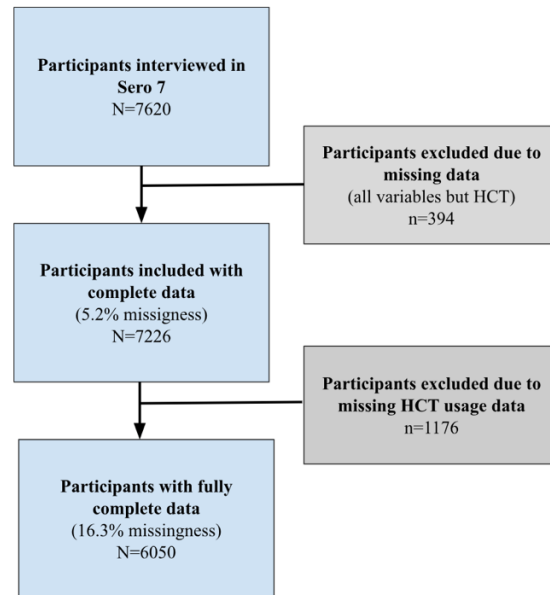 Participants interviewed in
Sero 7
N=7620
Participants excluded due to
missing data
(all variables but HCT)
n=394
Participants included with
complete data
(5.2% missigness)
N=7226
Participants excluded due to
missing HCT usage data
n=1176
Participants with fully
complete data
(16.3% missingness)
N=6050